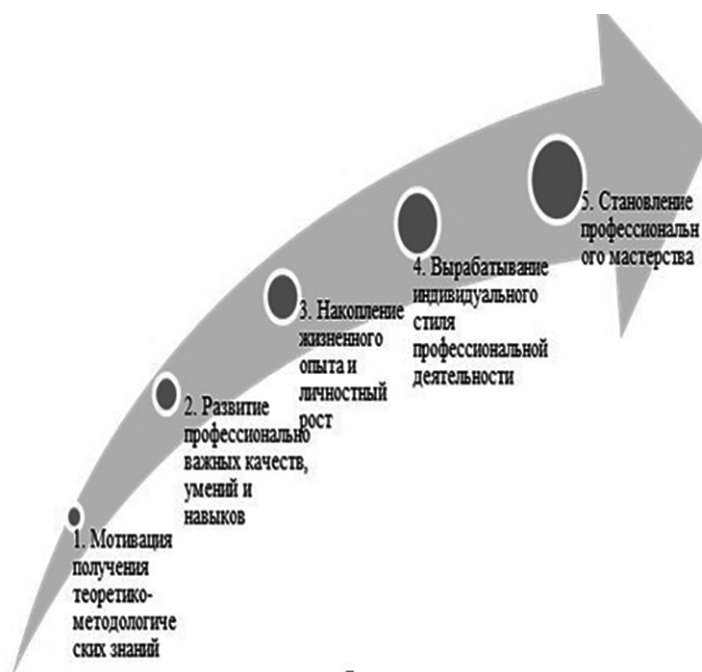 1. Мотивация
получения
теоретико-
методологиче
ских знаний
2. Развитие
профессионально
важных качеств,
умений и
навыков
3. Накопление
жизненного
опыта и
личностный
рост
4. Вырабатывание
индивидуального
стиля
профессиональной
деятельности
5. Становление
профессиональн
ого мастерства